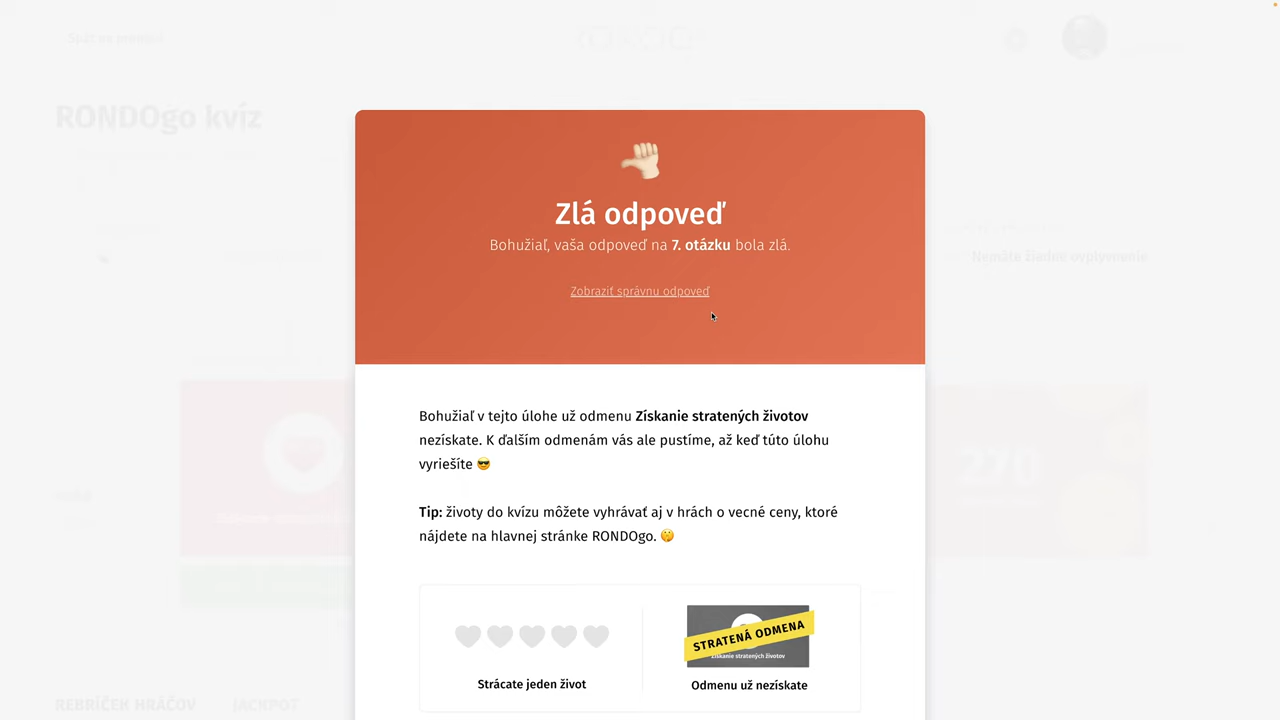 RONDOgo kvíz
Zlá odpoveď
Bohužiaľ, vaša odpoveď na 7. otázku bola zlá.
Zobraziť správnu odpoveď
Nemáte žiadne ovplyvnenie
Bohužiaľ v tejto úlohe už odmenu Získanie stratených životov
nezískate. K ďalším odmenám vás ale pustíme, až keď túto úlohu
vyriešíte 😎
Tip: životy do kvízu môžete vyhrávať aj v hrách o vecné ceny, ktoré
nájdete na hlavnej stránke RONDOgo. 🤫
270
STRATENÁ ODMENA
Získanie stratených životov
Strácate jeden život
Odmenu už nezískate
REBRÍČEK HRÁČOV
JACKPOT